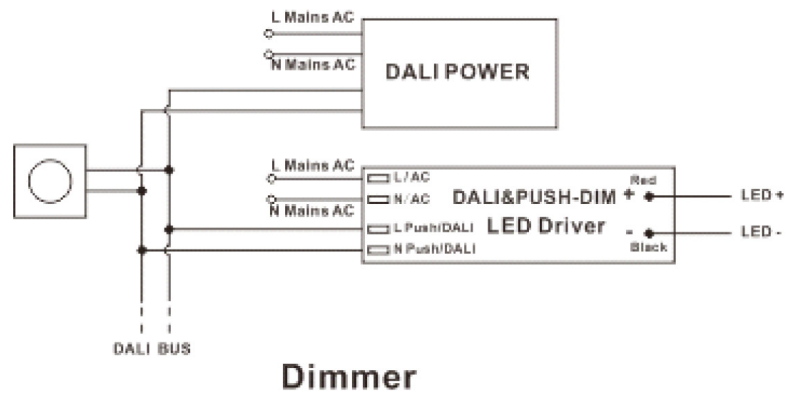 L Mains AC
N Mains AC
DALI POWER
L Mains AC
N Mains AC
L/AC
N/AC
L Push/DALI
N Push/DALI
DALI&PUSH-DIM
LED Driver
Red
+
-
Black
LED +
LED -
DALI BUS
Dimmer